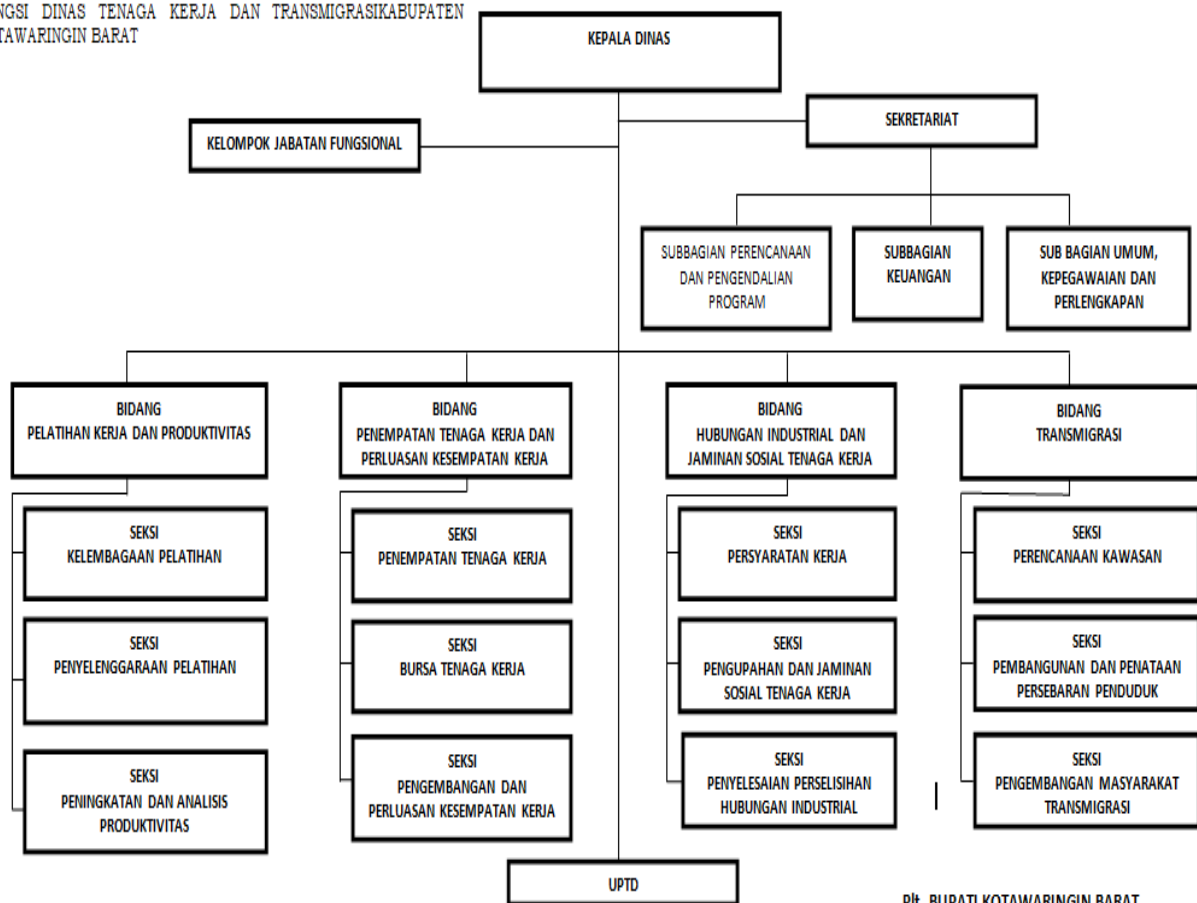 DINAS TENAGA KERJA DAN TRANSMIGRASIKABUPATEN
BARAT
KEPALA DINAS
SEKRETARIAT
KELOMPOK JABATAN FUNGSIONAL
SUBBAGIAN PERENCANAAN
DAN PENGENDALIAN
PROGRAM
SUBBAGIAN
KEUANGAN
SUB BAGIAN UMUM,
KEPEGAWAIAN DAN
PERLENGKAPAN
BIDANG
PELATIHAN KERJA DAN PRODUKTIVITAS
BIDANG
PENEMPATAN TENAGA KERJA DAN
PERLUASAN KESEMPATAN KERJA
BIDANG
HUBUNGAN INDUSTRIAL DAN
JAMINAN SOSIAL TENAGA KERJA
BIDANG
TRANSMIGRASI
SEKSI
KELEMBAGAAN PELATIHAN
SEKSI
PENEMPATAN TENAGA KERJA
SEKSI
PERSYARATAN KERJA
SEKSI
PERENCANAAN KAWASAN
SEKSI
PENYELENGGARAAN PELATIHAN
SEKSI
BURSA TENAGA KERJA
SEKSI
PENGUPAHAN DAN JAMINAN
SOSIAL TENAGA KERJA
SEKSI
PEMBANGUNAN DAN PENATAAN
PERSEBARAN PENDUDUK
SEKSI
PENINGKATAN DAN ANALISIS
PRODUKTIVITAS
SEKSI
PENGEMBANGAN DAN
PERLUASAN KESEMPATAN KERJA
SEKSI
PENYELESAIAN PERSELISIHAN
HUBUNGAN INDUSTRIAL
SEKSI
PENGEMBANGAN MASYARAKAT
TRANSMIGRASI
UPTD
Plt. BUPATI KOTAWARINGIN BARAT